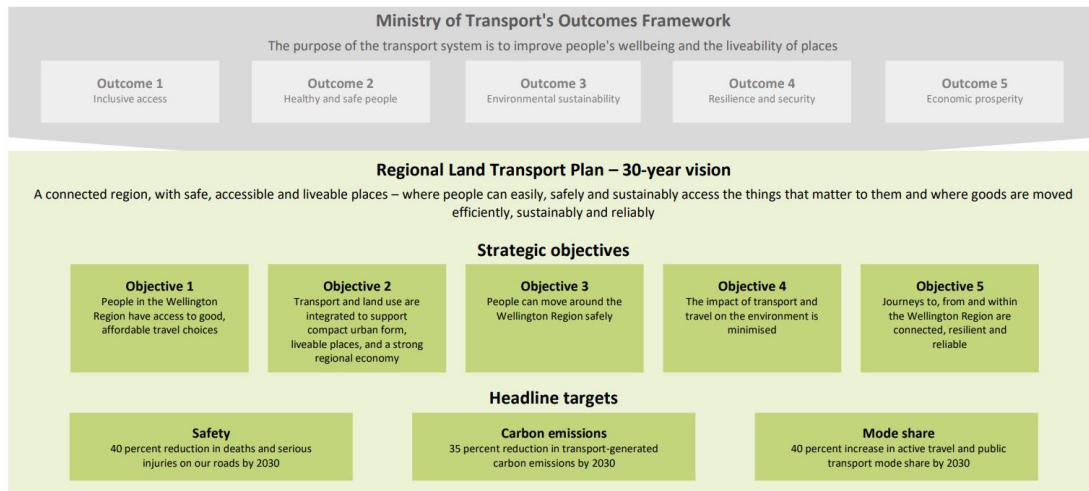 Ministry of Transport's Outcomes Framework
The purpose of the transport system is to improve people's wellbeing and the liveability of places
Outcome 1
Inclusive access
Outcome 2
Healthy and safe people
Outcome 3
Environmental sustainability
Outcome 4
Resilience and security
Outcome 5
Economic prosperity
Regional Land Transport Plan – 30-year vision
A connected region, with safe, accessible and liveable places – where people can easily, safely and sustainably access the things that matter to them and where goods are moved
efficiently, sustainably and reliably
Strategic objectives
Objective 1
People in the Wellington
Region have access to good,
affordable travel choices
Objective 2
Transport and land use are
integrated to support
compact urban form,
liveable places, and a strong
regional economy
Objective 3
People can move around the
Wellington Region safely
Objective 4
The impact of transport and
travel on the environment is
minimised
Objective 5
Journeys to, from and within
the Wellington Region are
connected, resilient and
reliable
Headline targets
Safety
40 percent reduction in deaths and serious
injuries on our roads by 2030
Carbon emissions
35 percent reduction in transport-generated
carbon emissions by 2030
Mode share
40 percent increase in active travel and public
transport mode share by 2030